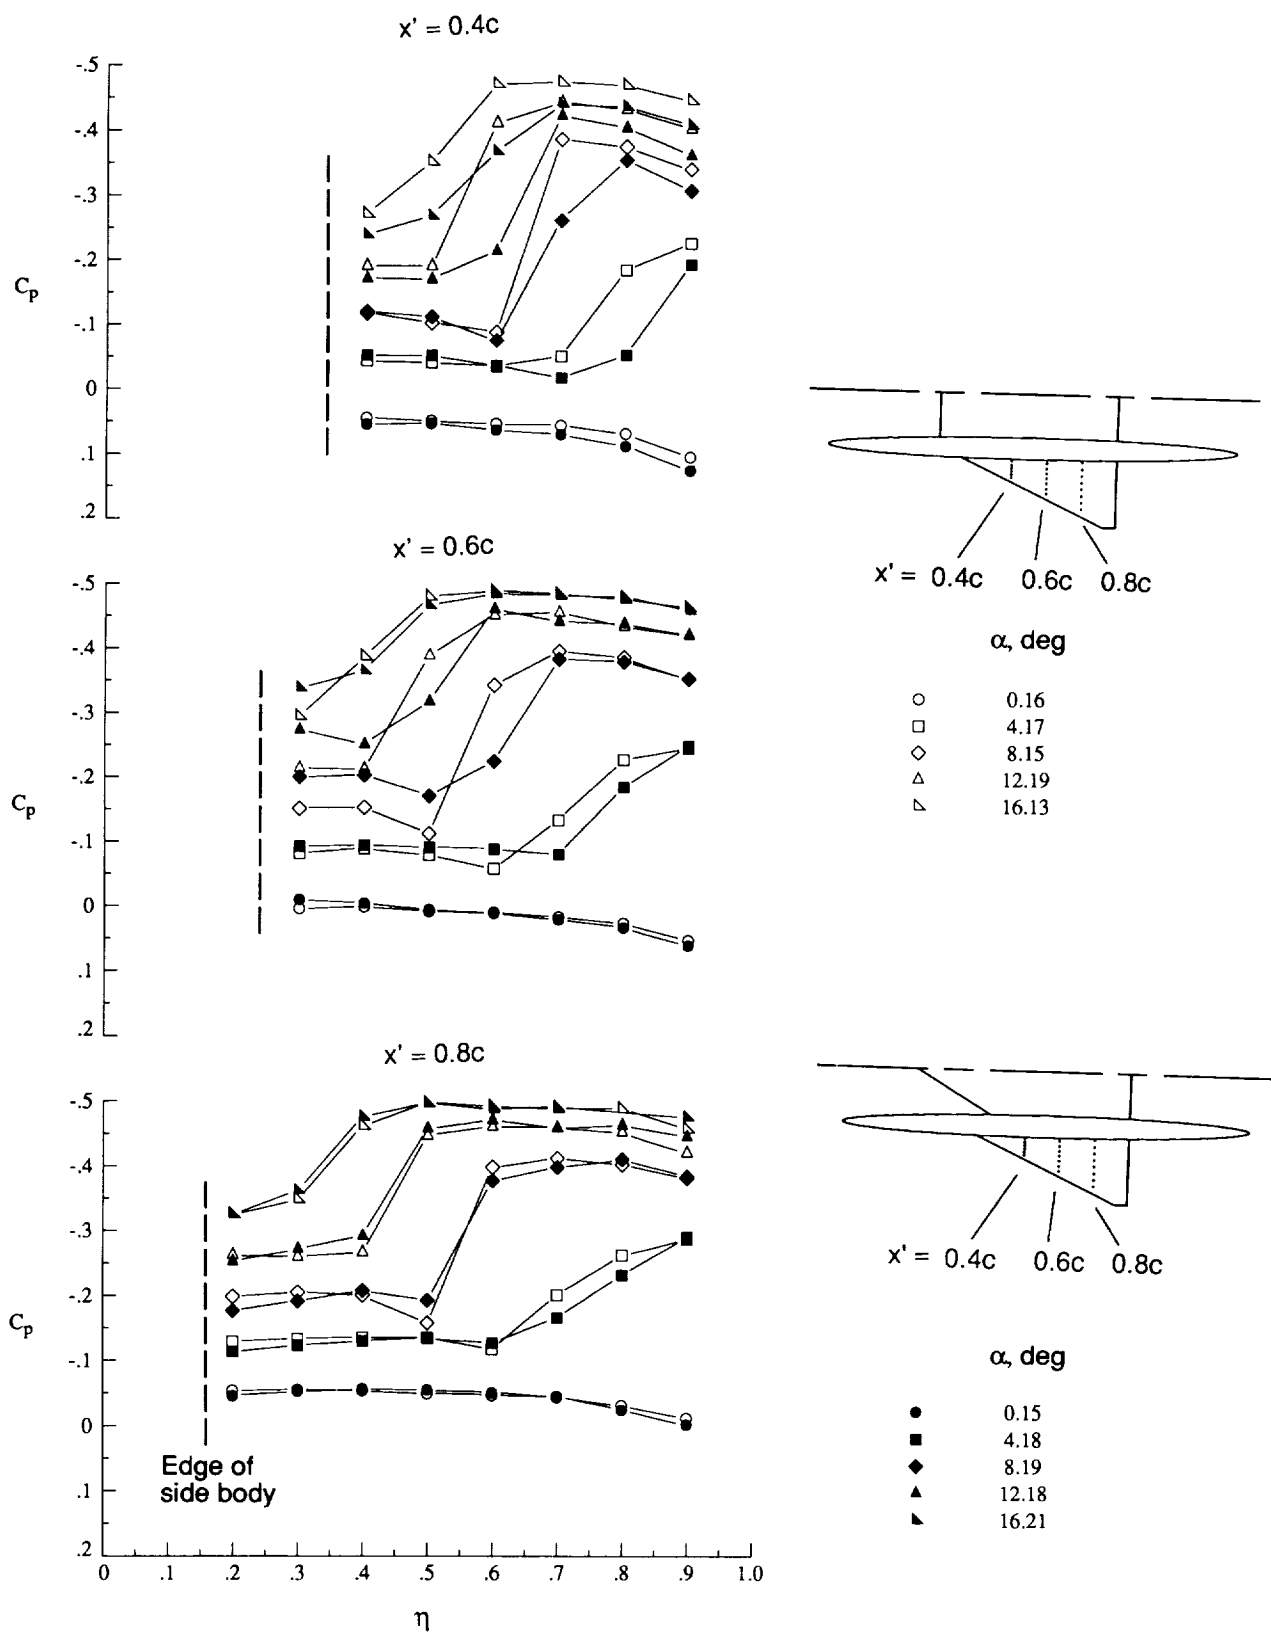 x' = 0.4c
-.5
-.4
-.3
-.2
-.1
0
.1
.2
Cp
x' = 0.4c 0.6c 0.8c
x' = 0.6c
-.5
-.4
-.3
-.2
-.1
0
.1
.2
Cp
α, deg
0.16
4.17
8.15
12.19
16.13
x' = 0.8c
-.5
-.4
-.3
-.2
-.1
0
.1
.2
Cp
Edge of
side body
0 .1 .2 .3 .4 .5 .6 .7 .8 .9 1.0
η
x' = 0.4c 0.6c 0.8c
α, deg
0.15
4.18
8.19
12.18
16.21